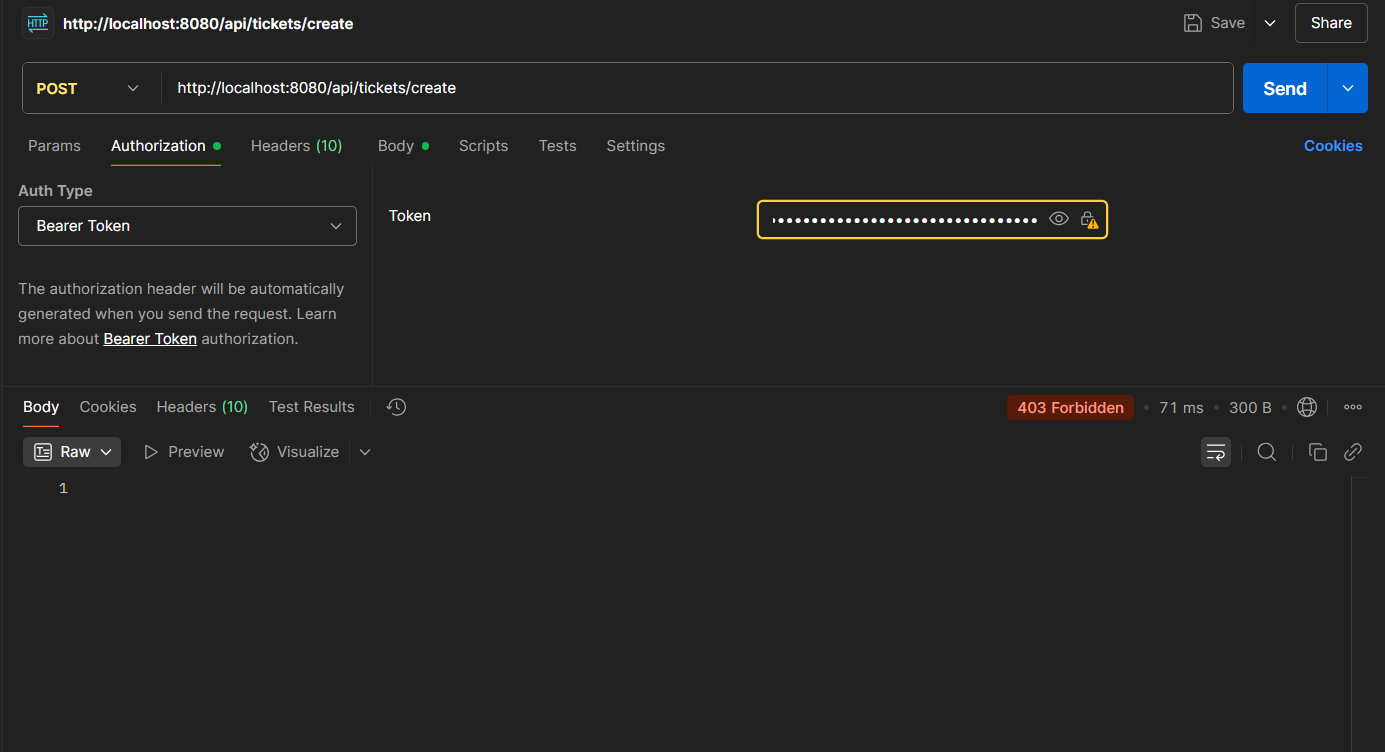 HTTP http://localhost:8080/api/tickets/create Save Share
POST http://localhost:8080/api/tickets/create Send
Params Authorization Headers (10) Body Scripts Tests Settings Cookies
Auth Type
Bearer Token
Token
The authorization header will be automatically
generated when you send the request. Learn
more about Bearer Token authorization.
Body Cookies Headers (10) Test Results 403 Forbidden • 71 ms • 300 B •
Raw Preview Visualize
1